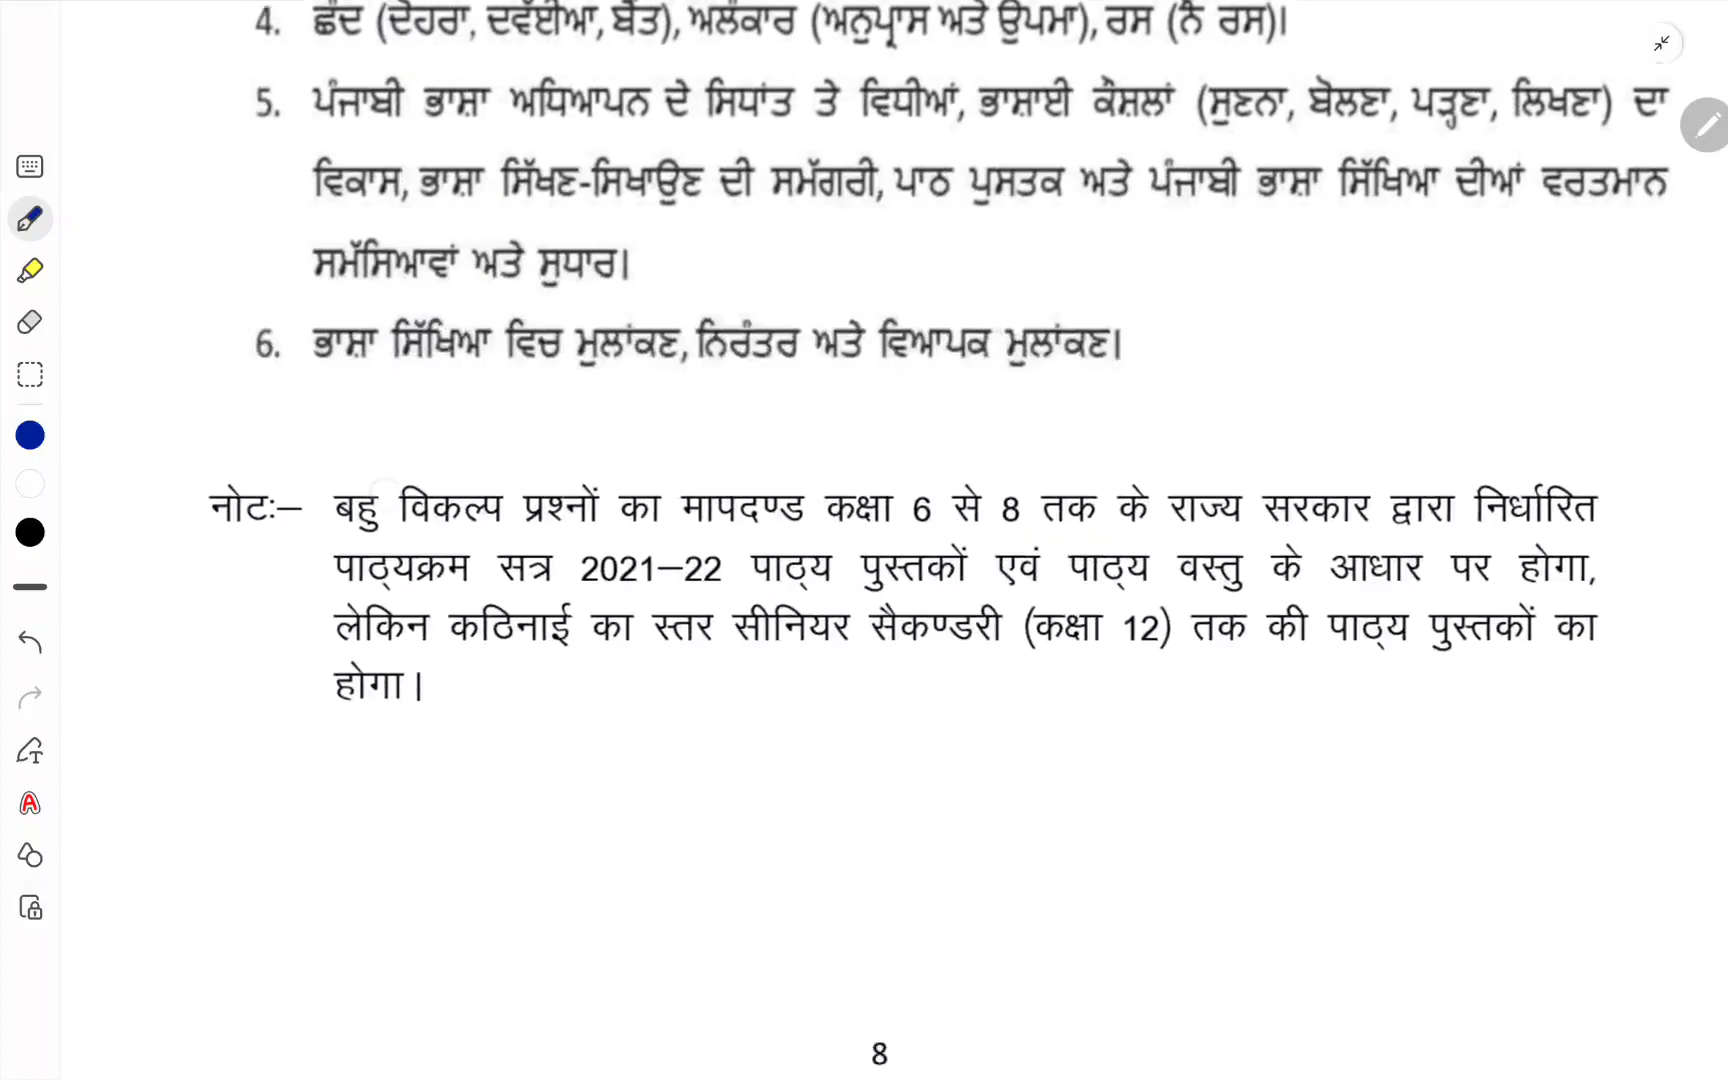 4. ਛੰਦ (ਦੋਹਰਾ, ਦਵੱਈਆ, ਬੈਂਤ), ਅਲੰਕਾਰ (ਅਨੁਪ੍ਰਾਸ ਅਤੇ ਉਪਮਾ), ਰਸ (ਨੌ ਰਸ)।
5. ਪੰਜਾਬੀ ਭਾਸ਼ਾ ਅਧਿਆਪਨ ਦੇ ਸਿਧਾਂਤ ਤੇ ਵਿਧੀਆਂ, ਭਾਸ਼ਾਈ ਕੌਸ਼ਲਾਂ (ਸੁਣਨਾ, ਬੋਲਣਾ, ਪੜ੍ਹਣਾ, ਲਿਖਣਾ) ਦਾ
ਵਿਕਾਸ, ਭਾਸ਼ਾ ਸਿੱਖਣ-ਸਿਖਾਉਣ ਦੀ ਸਮੱਗਰੀ, ਪਾਠ ਪੁਸਤਕ ਅਤੇ ਪੰਜਾਬੀ ਭਾਸ਼ਾ ਸਿੱਖਿਆ ਦੀਆਂ ਵਰਤਮਾਨ
ਸਮੱਸਿਆਵਾਂ ਅਤੇ ਸੁਧਾਰ।
6. ਭਾਸ਼ਾ ਸਿੱਖਿਆ ਵਿਚ ਮੁਲਾਂਕਣ, ਨਿਰੰਤਰ ਅਤੇ ਵਿਆਪਕ ਮੁਲਾਂਕਣ।
नोटः– बहु विकल्प प्रश्नों का मापदण्ड कक्षा 6 से 8 तक के राज्य सरकार द्वारा निर्धारित
पाठ्यक्रम सत्र 2021–22 पाठ्य पुस्तकों एवं पाठ्य वस्तु के आधार पर होगा,
लेकिन कठिनाई का स्तर सीनियर सैकण्डरी (कक्षा 12) तक की पाठ्य पुस्तकों का
होगा।
8